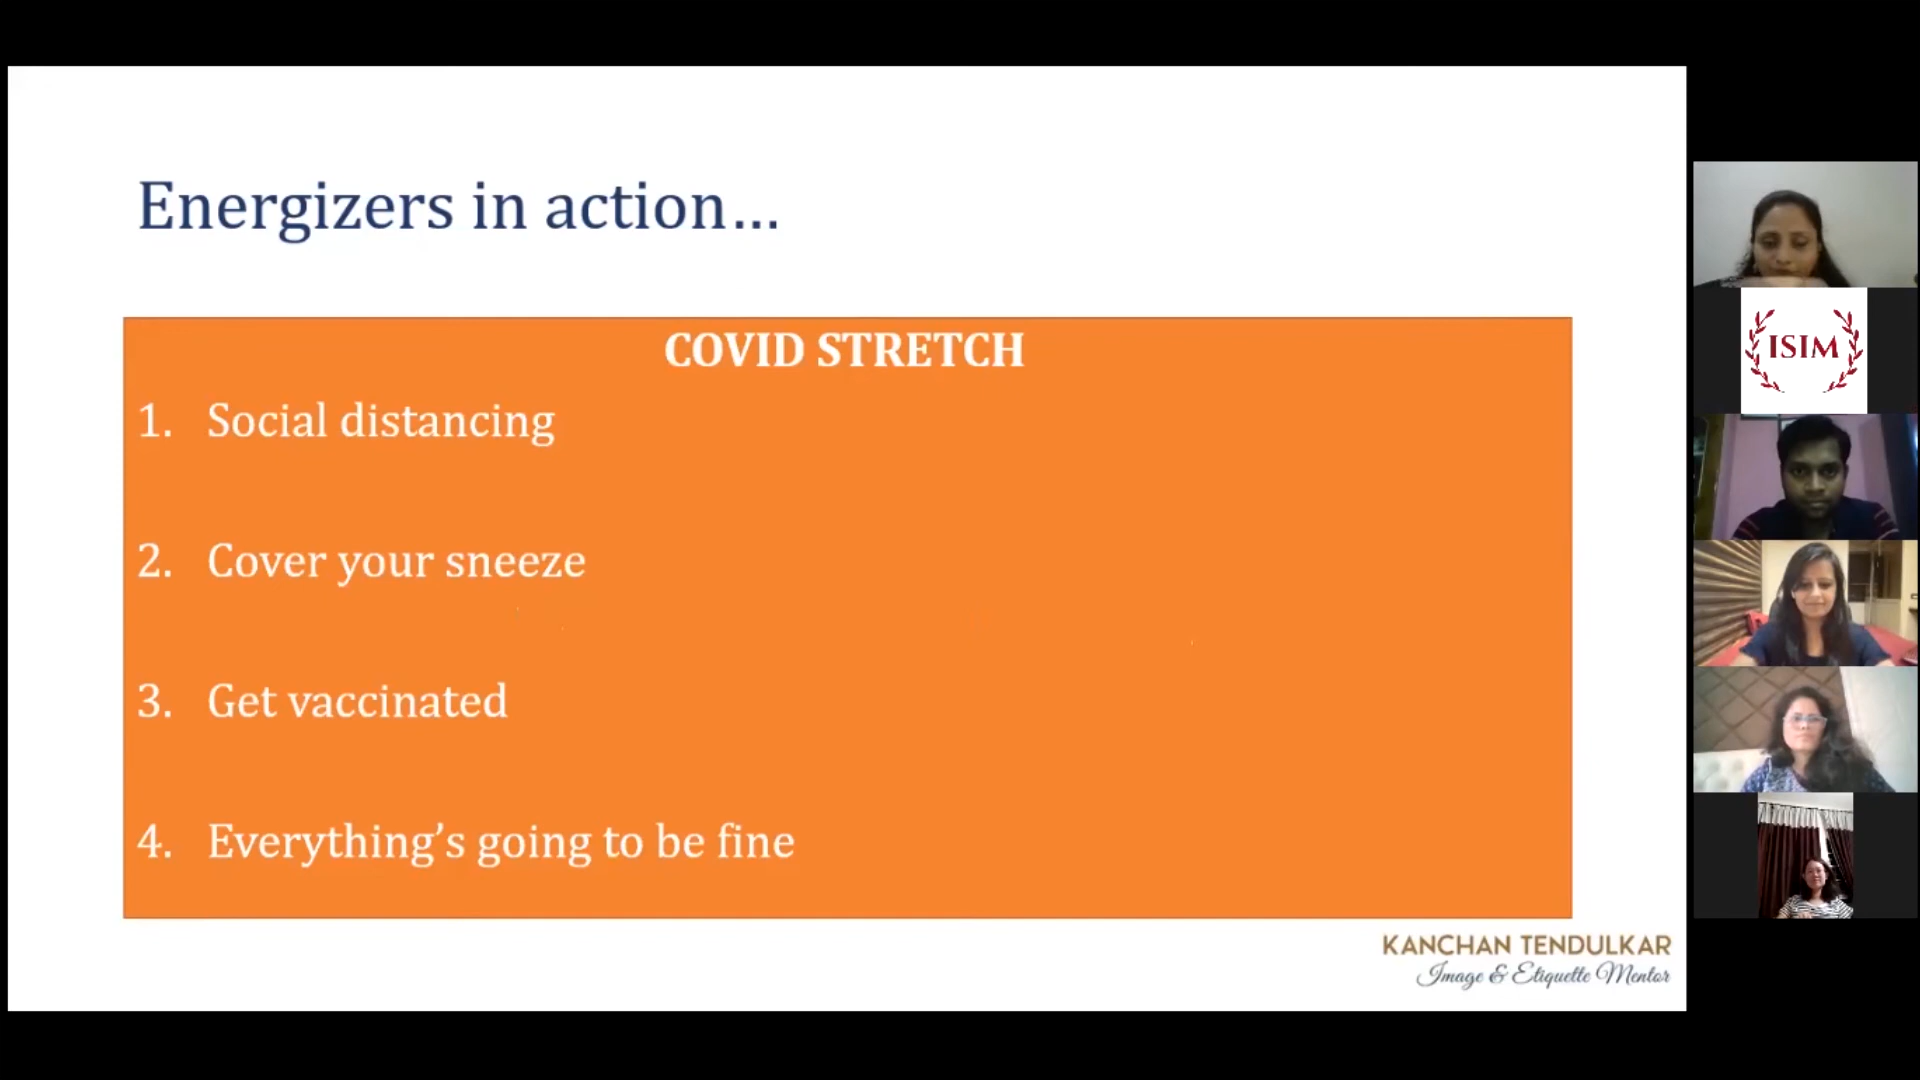 Energizers in action...
COVID STRETCH
1. Social distancing
2. Cover your sneeze
3. Get vaccinated
4. Everything’s going to be fine
KANCHAN TENDULKAR
Image & Etiquette Mentor
ISIM